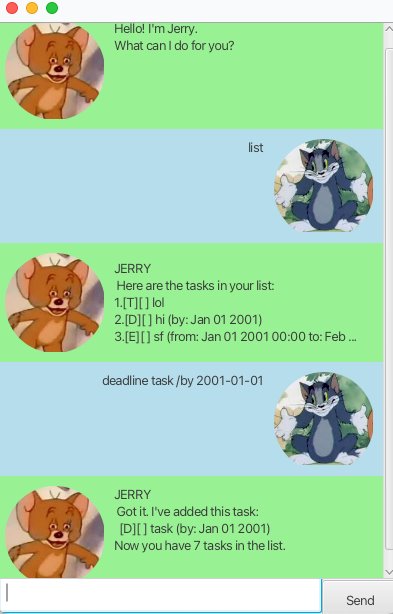 Hello! I'm Jerry.
What can I do for you?
list
JERRY
Here are the tasks in your list:
1.[T][ ] lol
2.[D][ ] hi (by: Jan 01 2001)
3.[E][ ] sf (from: Jan 01 2001 00:00 to: Feb ...
deadline task /by 2001-01-01
JERRY
Got it. I've added this task:
[D][ ] task (by: Jan 01 2001)
Now you have 7 tasks in the list.
Send